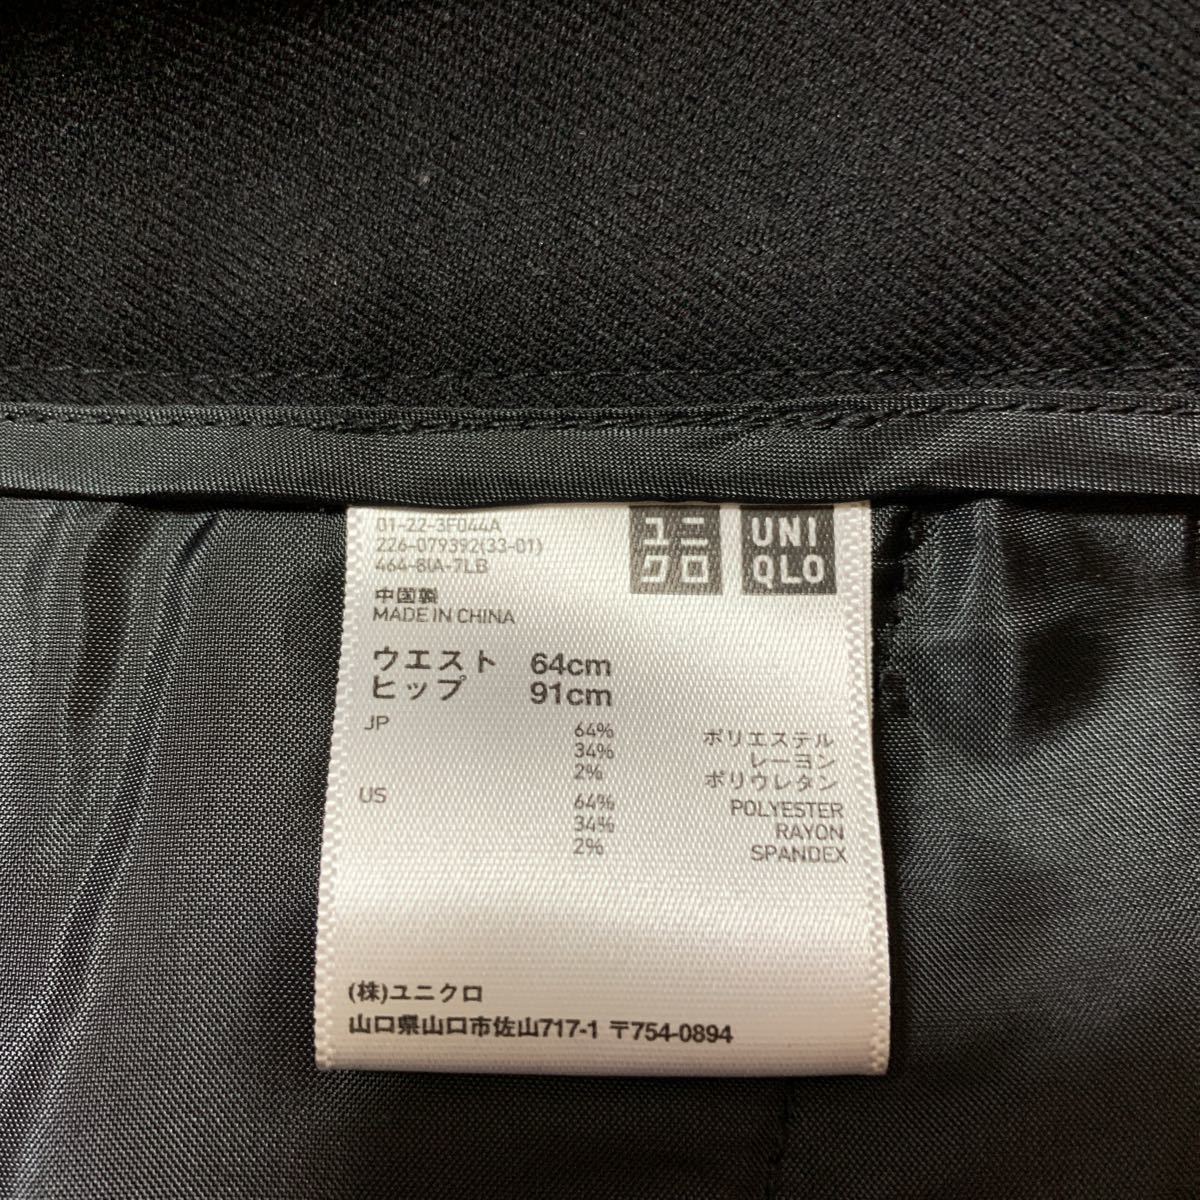 01-22-3F044A
226-079392(33-01)
464-8IA-7LB
ユニ
クロ
UNI
QLO
中国製
MADE IN CHINA
ウエスト 64cm
ヒップ 91cm
JP 64% ポリエステル
34% レーヨン
2% ポリウレタン
US 64% POLYESTER
34% RAYON
2% SPANDEX
(株)ユニクロ
山口県山口市佐山717-1 〒754-0894